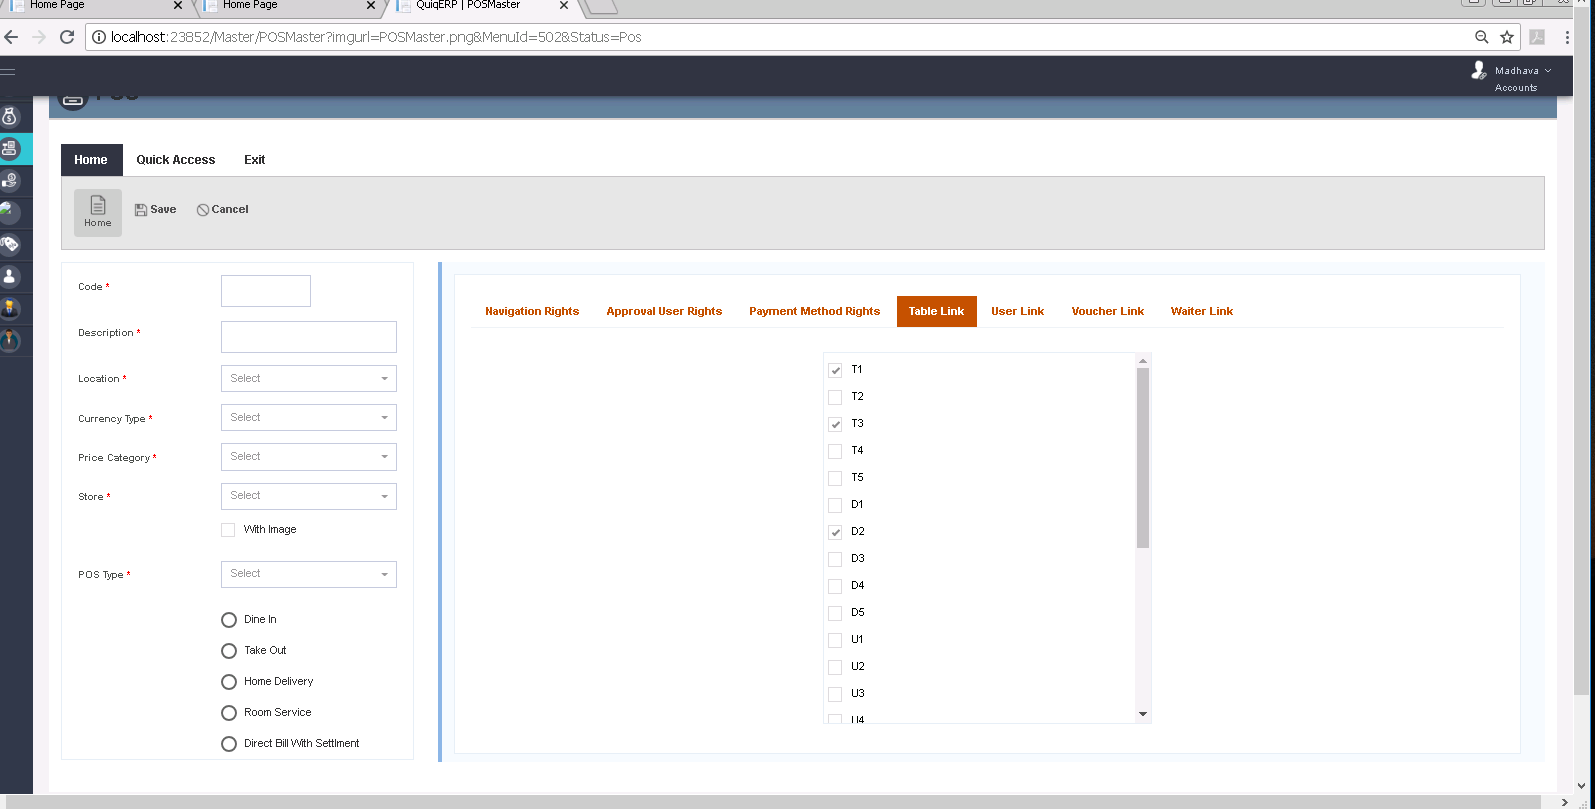 Home Page
Home Page
QuiqERP | POSMaster
localhost:23852/Master/POSMaster?imgurl=POSMaster.png&MenuId=502&Status=Pos
Madhava
Accounts
POS
Home Quick Access Exit
Home Save Cancel
Code *
Description *
Location * Select
Currency Type * Select
Price Category * Select
Store * Select
With Image
POS Type * Select
Dine In
Take Out
Home Delivery
Room Service
Direct Bill With Settlment
Navigation Rights Approval User Rights Payment Method Rights Table Link User Link Voucher Link Waiter Link
T1
T2
T3
T4
T5
D1
D2
D3
D4
D5
U1
U2
U3
U4